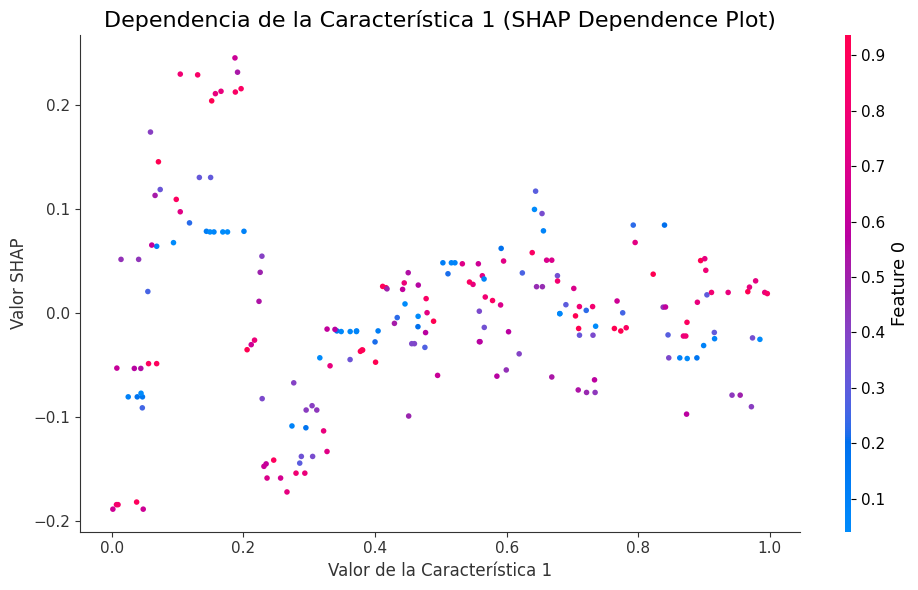 Dependencia de la Característica 1 (SHAP Dependence Plot)
Valor SHAP
0.2
0.1
0.0
−0.1
−0.2
0.0 0.2 0.4 0.6 0.8 1.0
Valor de la Característica 1
0.9
0.8
0.7
0.6
0.5
0.4
0.3
0.2
0.1
Feature 0